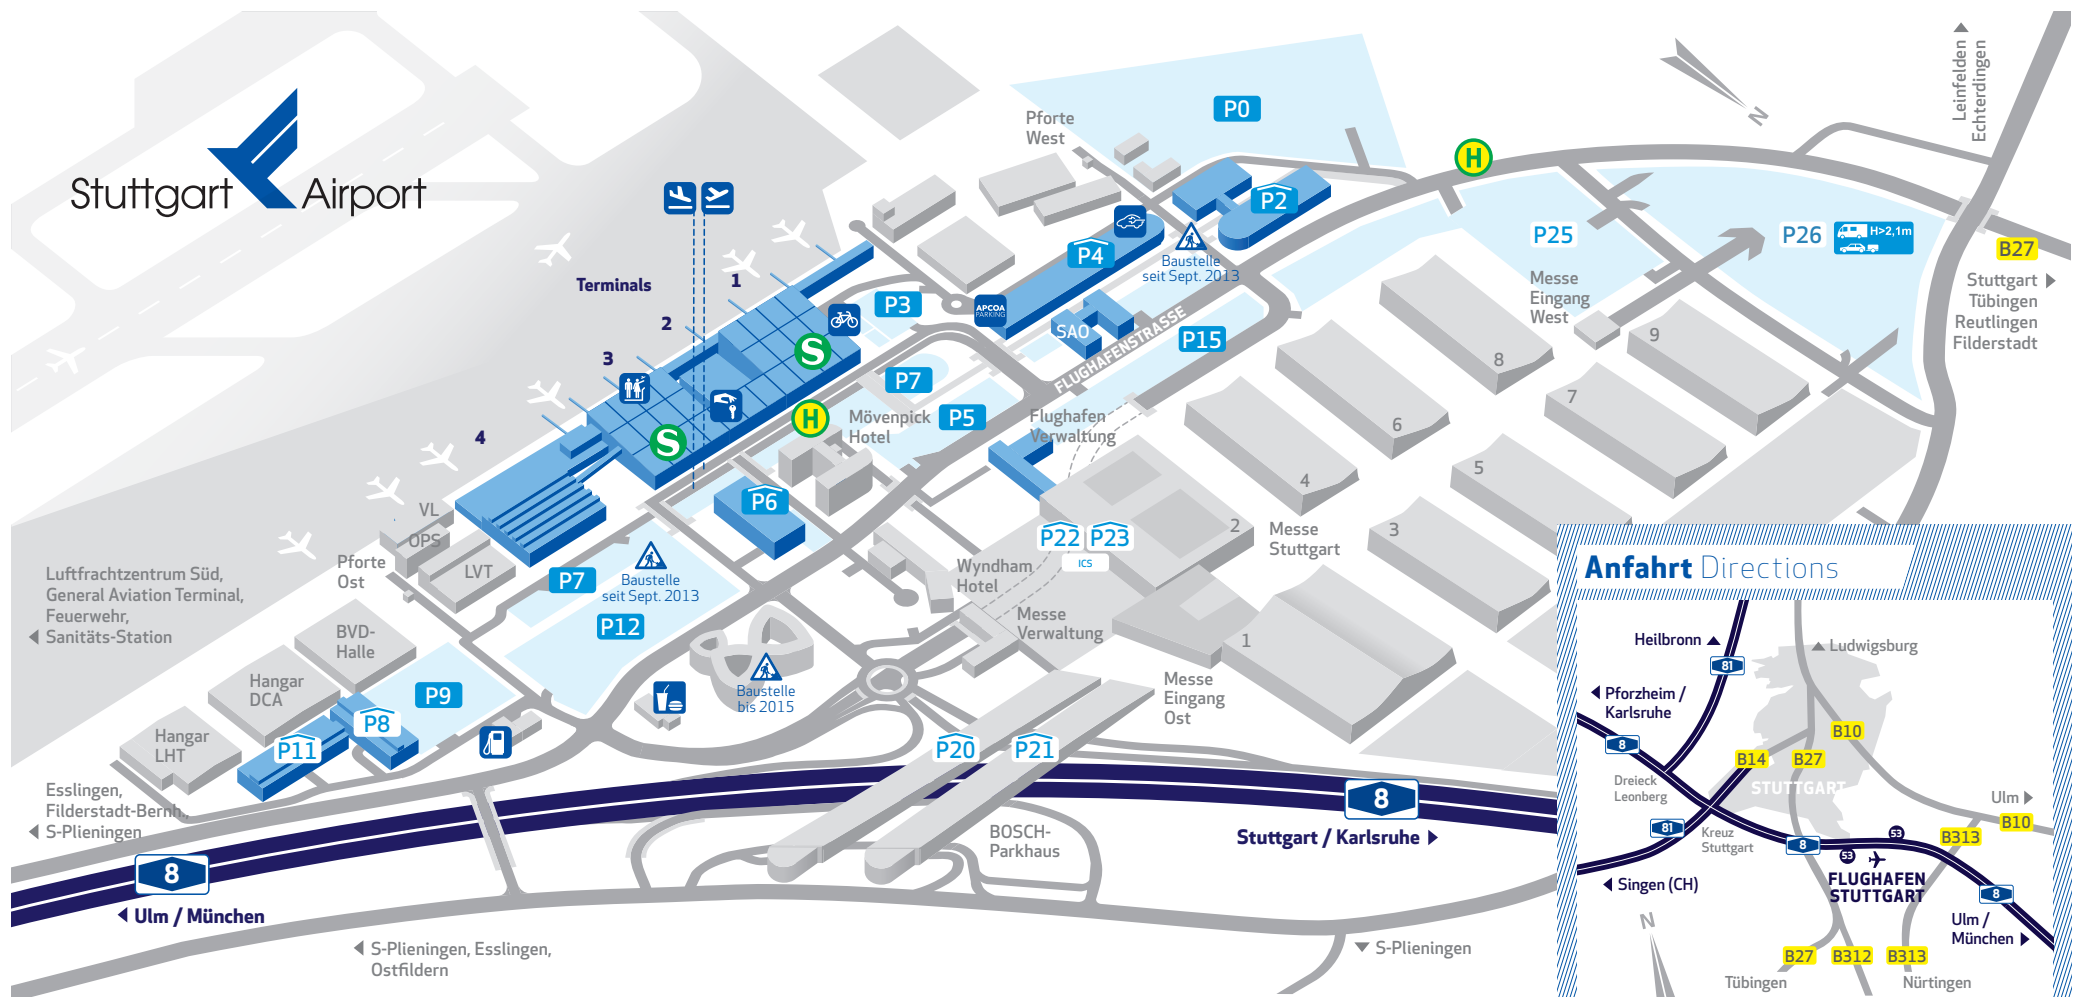 Stuttgart Airport
Leinfelden
Echterdingen
Pforte
West
P0
H
N
P2
P4
Baustelle
seit Sept. 2013
P25
P26
H>2,1m
B27
Stuttgart
Tübingen
Reutlingen
Filderstadt
Messe
Eingang
West
Terminals
1
2
3
4
P3
APCOA
PARKING
SAO
FLUGHAFENSTRASSE
P15
S
S
H
P7
P5
Mövenpick
Hotel
Flughafen
Verwaltung
9
8
7
6
5
4
3
2
1
Messe
Stuttgart
P6
P22
P23
ICS
VL
OPS
LVT
Pforte
Ost
P7
Baustelle
seit Sept. 2013
P12
Wyndham
Hotel
Messe
Verwaltung
Messe
Eingang
Ost
Luftfrachtzentrum Süd,
General Aviation Terminal,
Feuerwehr,
Sanitäts-Station
BVD-
Halle
Hangar
DCA
Hangar
LHT
P9
P8
P11
Baustelle
bis 2015
P20
P21
Esslingen,
Filderstadt-Bernh.,
S-Plieningen
8
Ulm / München
8
Stuttgart / Karlsruhe
BOSCH-
Parkhaus
S-Plieningen, Esslingen,
Ostfildern
S-Plieningen
Anfahrt Directions
Heilbronn
Ludwigsburg
81
Pforzheim /
Karlsruhe
8
B10
B14
B27
Dreieck
Leonberg
STUTTGART
Ulm
B10
81
Kreuz
Stuttgart
8
53
53
B313
FLUGHAFEN
STUTTGART
Singen (CH)
8
Ulm /
München
N
B27
B312
B313
Tübingen
Nürtingen